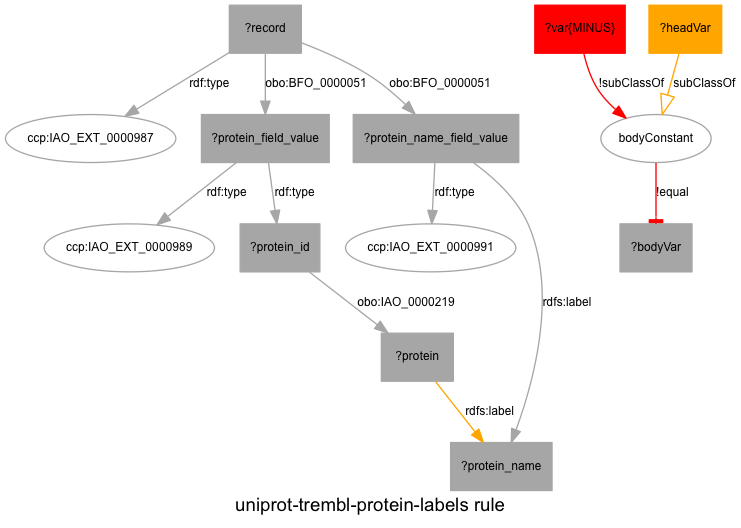 ?record
?var{MINUS}
?headVar
rdf:type
obo:BFO_0000051
obo:BFO_0000051
!subClassOf
subClassOf
ccp:IAO_EXT_0000987
?protein_field_value
?protein_name_field_value
bodyConstant
rdf:type
rdf:type
rdf:type
!equal
ccp:IAO_EXT_0000989
?protein_id
ccp:IAO_EXT_0000991
?bodyVar
obo:IAO_0000219
rdfs:label
?protein
rdfs:label
?protein_name
uniprot-trembl-protein-labels rule